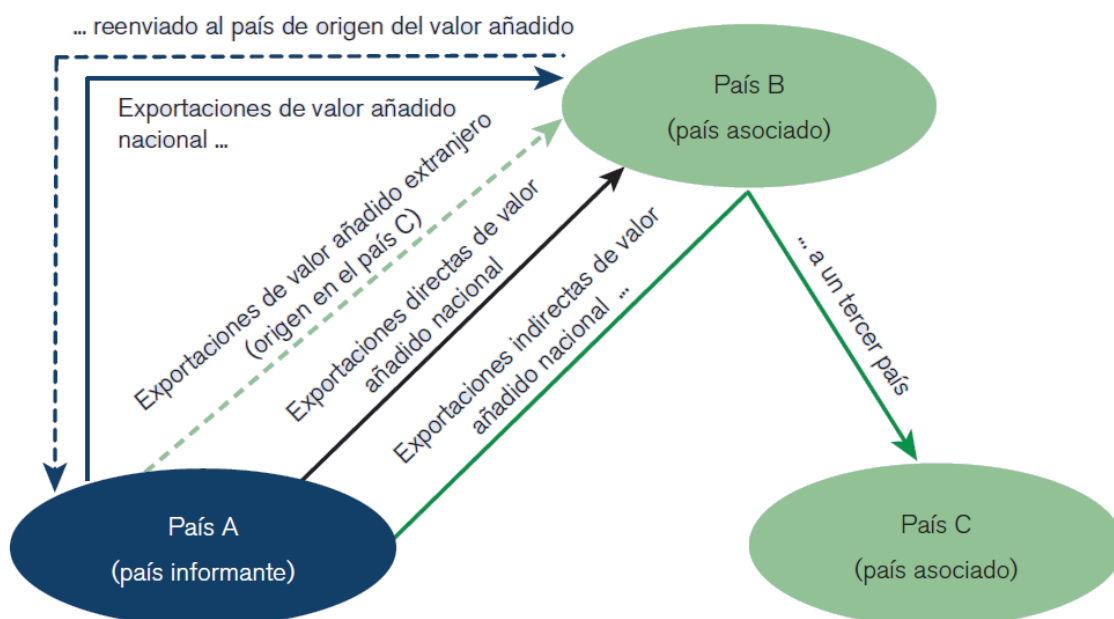 ... reenviado al país de origen del valor añadido
Exportaciones de valor añadido
nacional ...
País B
(país asociado)
Exportaciones de valor añadido extranjero
(origen en el país C)
Exportaciones directas de valor
añadido nacional
Exportaciones indirectas de valor
añadido nacional ...
... a un tercer país
País A
(país informante)
País C
(país asociado)